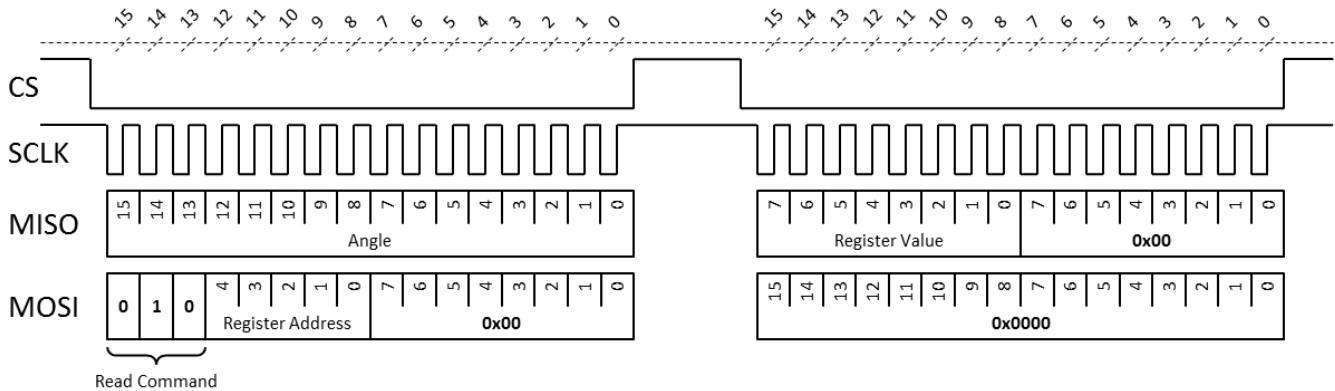 15 14 13 12 11 10 9 8 7 6 5 4 3 2 1 0 15 14 13 12 11 10 9 8 7 6 5 4 3 2 1 0
CS
SCLK
MISO 15 14 13 12 11 10 9 8 7 6 5 4 3 2 1 0 7 6 5 4 3 2 1 0 7 6 5 4 3 2 1 0
Angle Register Value 0x00
MOSI 0 1 0 4 3 2 1 0 7 6 5 4 3 2 1 0 15 14 13 12 11 10 9 8 7 6 5 4 3 2 1 0
Register Address 0x00 0x0000
Read Command